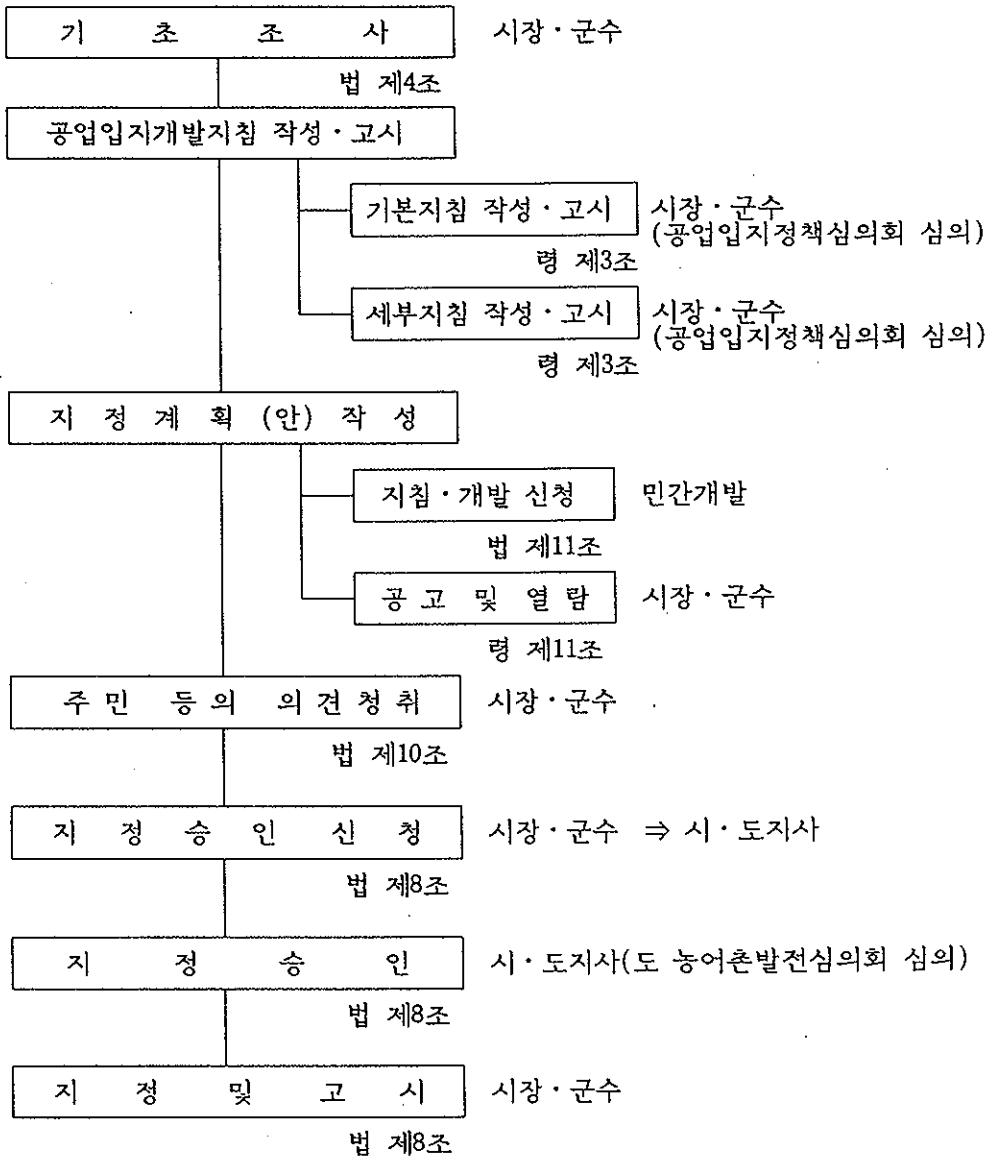 기 초 조 사 시장·군수
법 제4조
공업입지개발지침 작성·고시
기본지침 작성·고시 시장·군수
(공업입지정책심의회 심의)
령 제3조
세부지침 작성·고시 시장·군수
(공업입지정책심의회 심의)
령 제3조
지 정 계 획 (안) 작 성
지침·개발 신청 민간개발
법 제11조
공 고 및 열 람 시장·군수
령 제11조
주 민 등 의 의 견 청 취 시장·군수
법 제10조
지 정 승 인 신 청 시장·군수 ⇒ 시·도지사
법 제8조
지 정 승 인 시·도지사(도 농어촌발전심의회 심의)
법 제8조
지 정 및 고 시 시장·군수
법 제8조